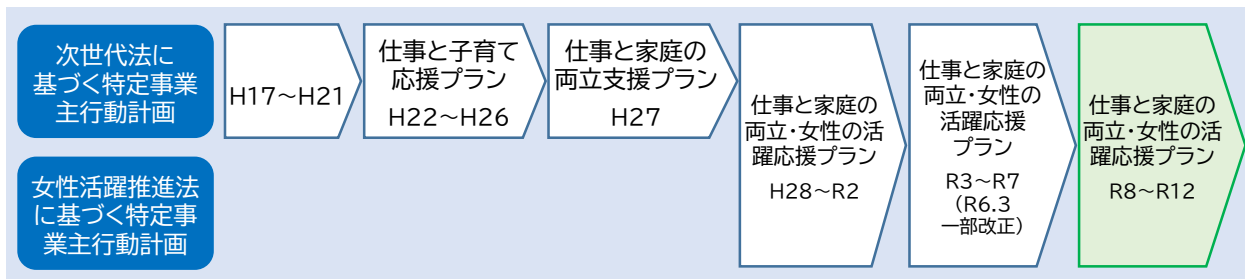 次世代法に
基づく特定事業
主行動計画
女性活躍推進法
に基づく特定事
業主行動計画
H17～H21
仕事と子育て
応援プラン
H22～H26
仕事と家庭の
両立支援プラン
H27
仕事と家庭の
両立・女性の活
躍応援プラン
H28～R2
仕事と家庭の
両立・女性の
活躍応援
プラン
R3～R7
（R6.3
一部改正）
仕事と家庭の
両立・女性の活
躍応援プラン
R8～R12